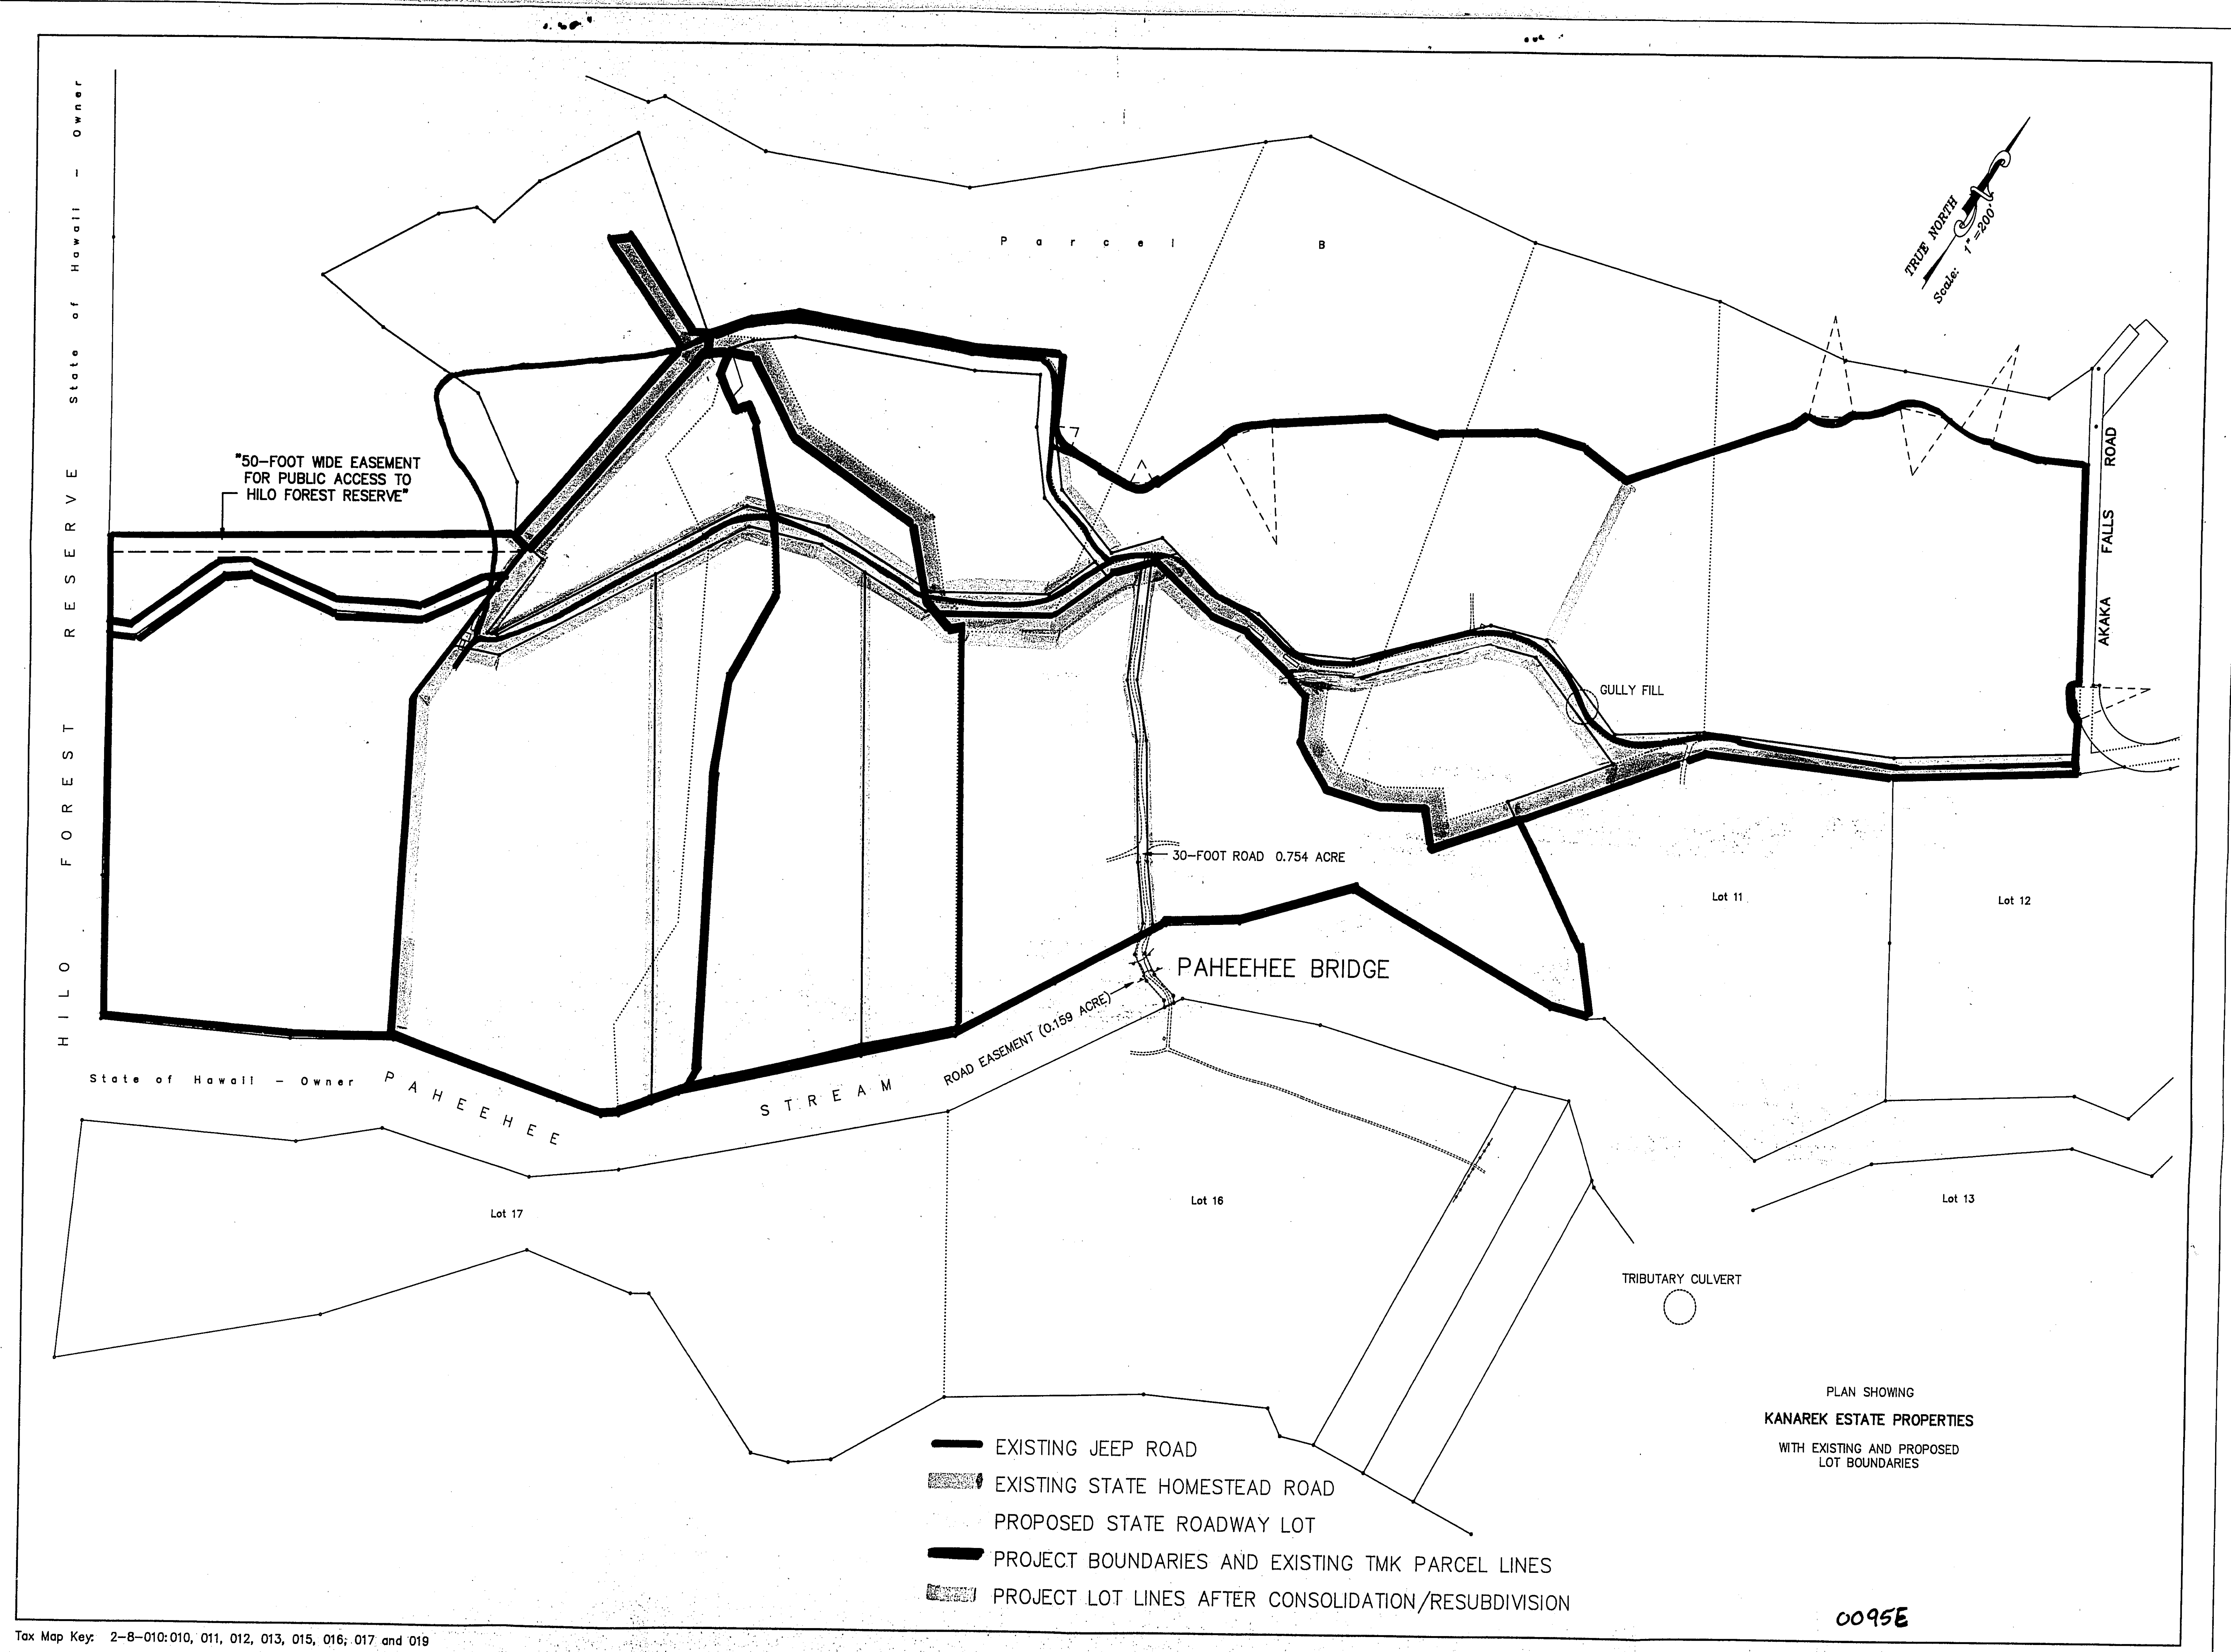 State of Hawaii - Owner
HILO FOREST RESERVE
"50-FOOT WIDE EASEMENT
FOR PUBLIC ACCESS TO
HILO FOREST RESERVE"
Parcel B
TRUE NORTH
Scale: 1"=200'
AKAKA FALLS ROAD
GULLY FILL
30-FOOT ROAD 0.754 ACRE
Lot 11
Lot 12
PAHEEHEE BRIDGE
ROAD EASEMENT (0.159 ACRE)
State of Hawaii - Owner
PAHEEHEE STREAM
Lot 17
Lot 16
Lot 13
TRIBUTARY CULVERT
PLAN SHOWING
KANAREK ESTATE PROPERTIES
WITH EXISTING AND PROPOSED
LOT BOUNDARIES
EXISTING JEEP ROAD
EXISTING STATE HOMESTEAD ROAD
PROPOSED STATE ROADWAY LOT
PROJECT BOUNDARIES AND EXISTING TMK PARCEL LINES
PROJECT LOT LINES AFTER CONSOLIDATION/RESUBDIVISION
0095E
Tax Map Key: 2-8-010:010, 011, 012, 013, 015, 016, 017 and 019